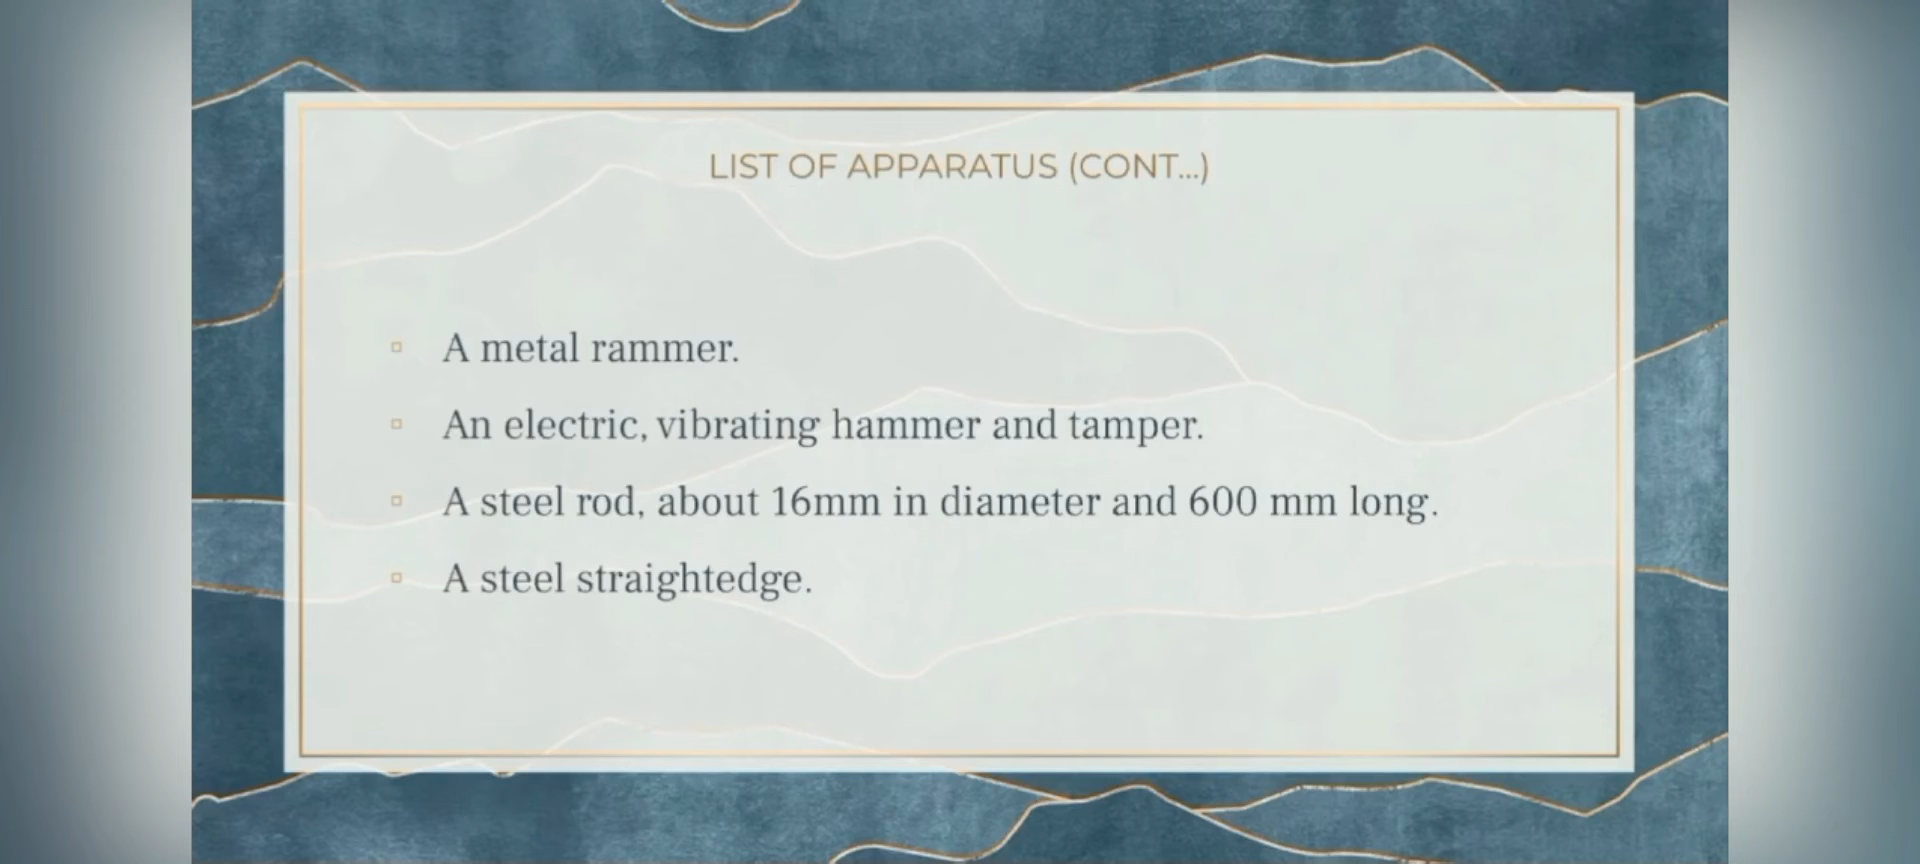 LIST OF APPARATUS (CONT...)
A metal rammer.
An electric, vibrating hammer and tamper.
A steel rod, about 16mm in diameter and 600 mm long.
A steel straightedge.